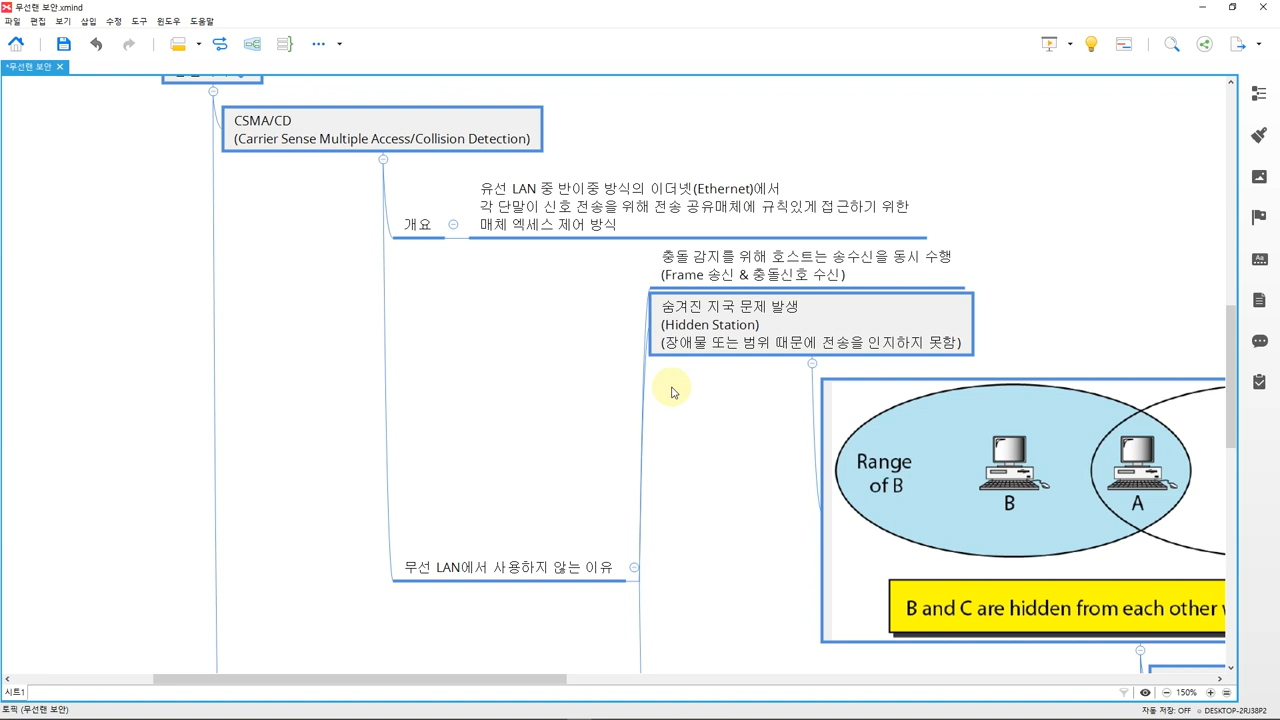 무선랜 보안.xmind
파일 편집 보기 삽입 수정 도구 윈도우 도움말
*무선랜 보안
CSMA/CD
(Carrier Sense Multiple Access/Collision Detection)
유선 LAN 중 반이중 방식의 이더넷(Ethernet)에서
각 단말이 신호 전송을 위해 전송 공유매체에 규칙있게 접근하기 위한
개요
매체 엑세스 제어 방식
충돌 감지를 위해 호스트는 송수신을 동시 수행
(Frame 송신 & 충돌신호 수신)
숨겨진 지국 문제 발생
(Hidden Station)
(장애물 또는 범위 때문에 전송을 인지하지 못함)
Range
of B
B
A
무선 LAN에서 사용하지 않는 이유
B and C are hidden from each other
시트1
150%
토픽 (무선랜 보안)
자동 저장: OFF
DESKTOP-2RJ38P2